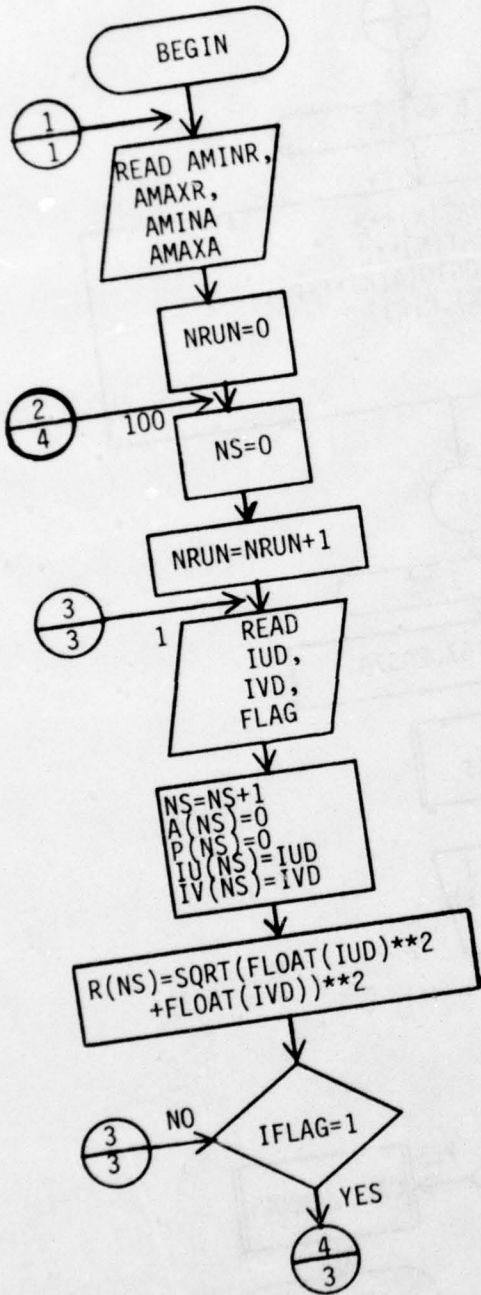 BEGIN
1
1
READ AMINR,
AMAXR,
AMINA
AMAXA
NRUN=0
2
4
100
NS=0
NRUN=NRUN+1
3
3
1
READ
IUD,
IVD,
FLAG
NS=NS+1
A(NS)=0
P(NS)=0
IU(NS)=IUD
IV(NS)=IVD
R(NS)=SQRT(FLOAT(IUD)**2
+FLOAT(IVD))**2
3
3
NO
IFLAG=1
YES
4
3